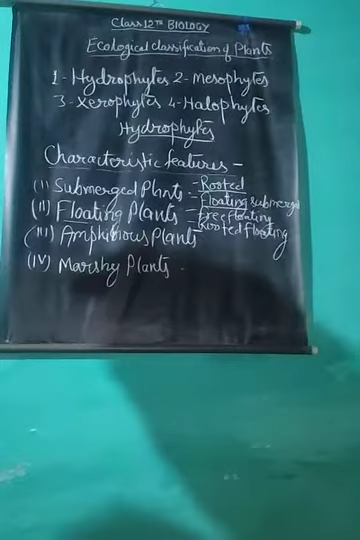 Class 12TH BIOLOGY
Ecological classification of Plants
1- Hydrophytes 2- Mesophytes
3- Xerophytes 4- Halophytes
Hydrophytes
Characteristic features -
(I) Submerged Plants - Rooted
- Floating submerged
(II) Floating Plants - Free floating
- Rooted floating
(III) Amphibious Plants
(IV) Marshy Plants -